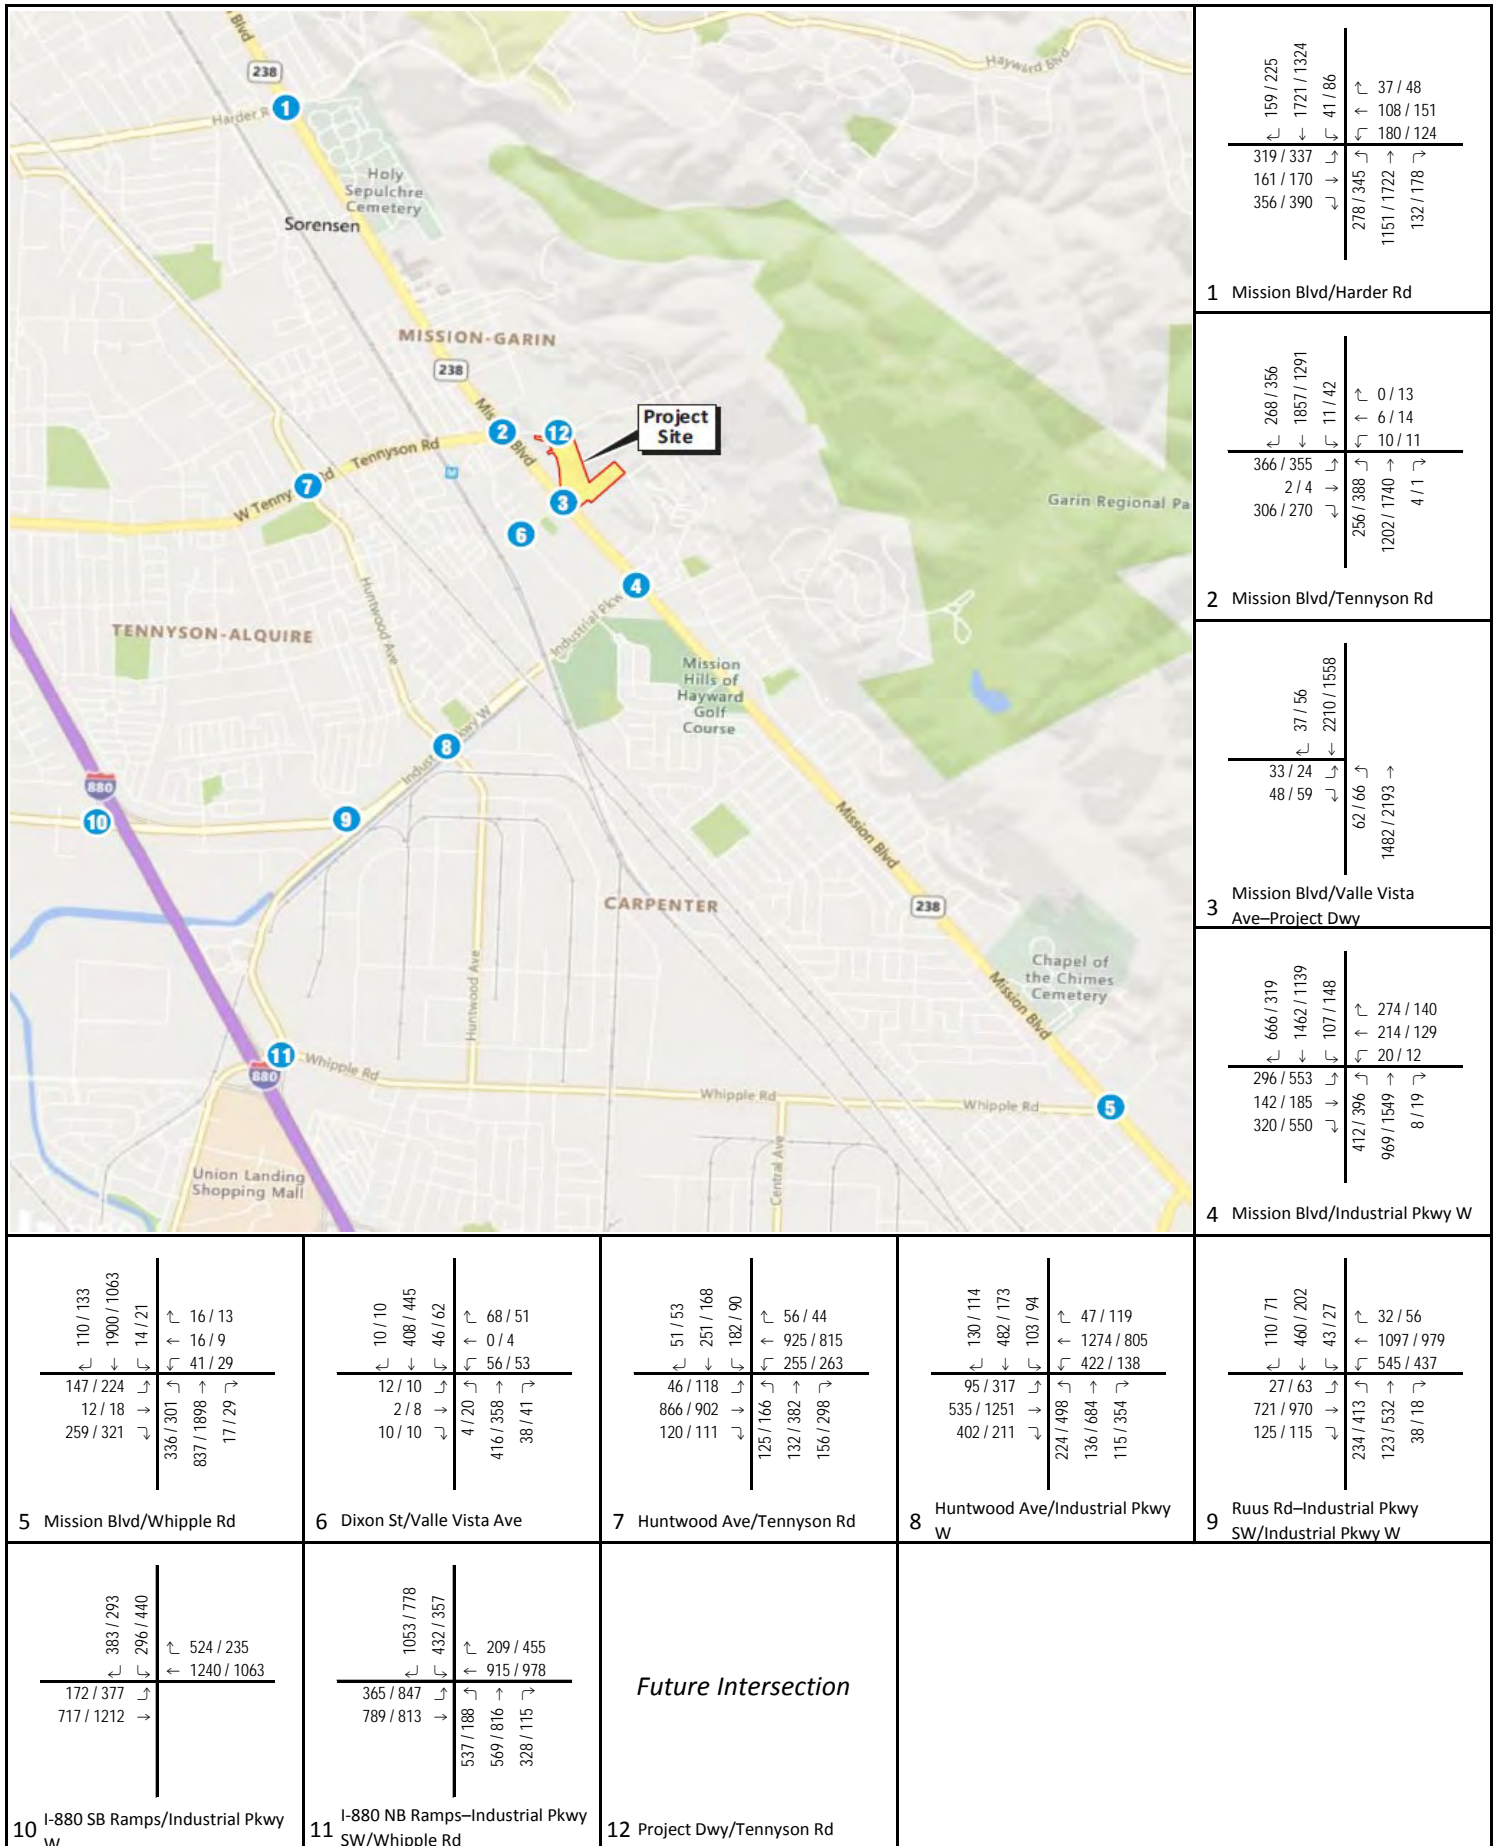 Blvd
238
1
Harder R
Hayward Blvd
Holy
Sepulchre
Cemetery
Sorensen
MISSION-GARIN
238
Mis
Blvd
2
12
Project
Site
Tennyson Rd
7
W Tenny
Rd
3
6
Garin Regional Pa
4
Industrial Pkw
Huntwood Ave
TENNYSON-ALQUIRE
Mission
Hills of
Hayward
Golf
Course
8
Indust
kwy W
880
10
9
Mission Blvd
CARPENTER
238
Chapel of
the Chimes
Cemetery
Mission Blvd
Huntwood Ave
11
Whipple Rd
880
Whipple Rd
Whipple Rd
5
Union Landing
Shopping Mall
Central Ave
159 / 225
1721 / 1324
41 / 86
37 / 48
108 / 151
180 / 124
319 / 337
161 / 170
356 / 390
278 / 345
1151 / 1722
132 / 178
1 Mission Blvd/Harder Rd
268 / 356
1857 / 1291
11 / 42
0 / 13
6 / 14
10 / 11
366 / 355
2 / 4
306 / 270
256 / 388
1202 / 1740
4 / 1
2 Mission Blvd/Tennyson Rd
37 / 56
2210 / 1558
33 / 24
48 / 59
62 / 66
1482 / 2193
3 Mission Blvd/Valle Vista
Ave–Project Dwy
666 / 319
1462 / 1139
107 / 148
274 / 140
214 / 129
20 / 12
296 / 553
142 / 185
320 / 550
412 / 396
969 / 1549
8 / 19
4 Mission Blvd/Industrial Pkwy W
110 / 133
1900 / 1063
14 / 21
16 / 13
16 / 9
41 / 29
147 / 224
12 / 18
259 / 321
336 / 301
837 / 1898
17 / 29
5 Mission Blvd/Whipple Rd
10 / 10
408 / 445
46 / 62
68 / 51
0 / 4
56 / 53
12 / 10
2 / 8
10 / 10
4 / 20
416 / 358
38 / 41
6 Dixon St/Valle Vista Ave
51 / 53
251 / 168
182 / 90
56 / 44
925 / 815
255 / 263
46 / 118
866 / 902
120 / 111
125 / 166
132 / 382
156 / 298
7 Huntwood Ave/Tennyson Rd
130 / 114
482 / 173
103 / 94
47 / 119
1274 / 805
422 / 138
95 / 317
535 / 1251
402 / 211
224 / 498
136 / 684
115 / 354
8 Huntwood Ave/Industrial Pkwy
W
110 / 71
460 / 202
43 / 27
32 / 56
1097 / 979
545 / 437
27 / 63
721 / 970
125 / 115
234 / 413
123 / 532
38 / 18
9 Ruus Rd–Industrial Pkwy
SW/Industrial Pkwy W
383 / 293
296 / 440
524 / 235
1240 / 1063
172 / 377
717 / 1212
10 I-880 SB Ramps/Industrial Pkwy
W
1053 / 778
432 / 357
209 / 455
915 / 978
365 / 847
789 / 813
537 / 188
569 / 816
328 / 115
11 I-880 NB Ramps–Industrial Pkwy
SW/Whipple Rd
Future Intersection
12 Project Dwy/Tennyson Rd